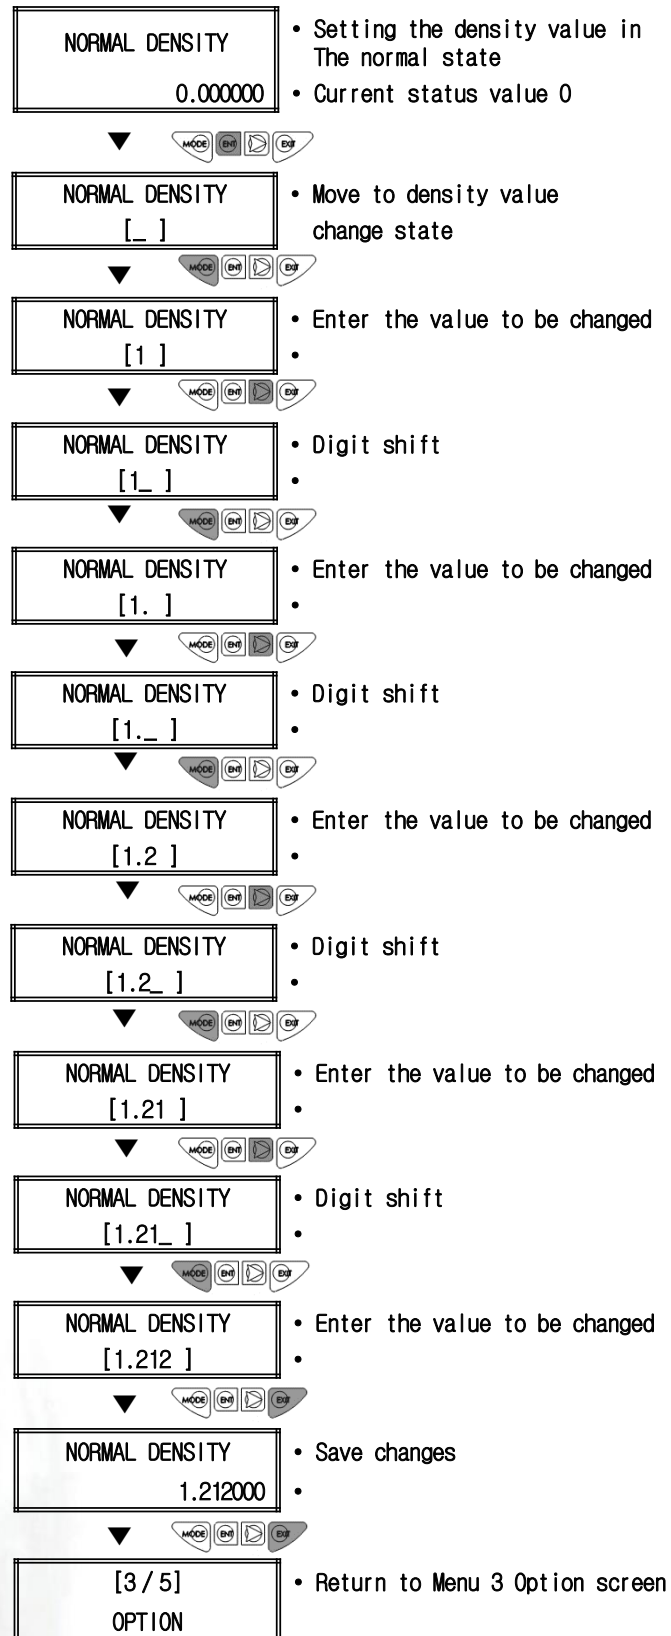 NORMAL DENSITY
0.000000
• Setting the density value in
The normal state
• Current status value 0
▼ MODE ENT EXIT
NORMAL DENSITY
[_ ]
• Move to density value
change state
▼ MODE ENT EXIT
NORMAL DENSITY
[1 ]
• Enter the value to be changed
•
▼ MODE ENT EXIT
NORMAL DENSITY
[1_ ]
• Digit shift
•
▼ MODE ENT EXIT
NORMAL DENSITY
[1. ]
• Enter the value to be changed
•
▼ MODE ENT EXIT
NORMAL DENSITY
[1._ ]
• Digit shift
•
▼ MODE ENT EXIT
NORMAL DENSITY
[1.2 ]
• Enter the value to be changed
•
▼ MODE ENT EXIT
NORMAL DENSITY
[1.2_ ]
• Digit shift
•
▼ MODE ENT EXIT
NORMAL DENSITY
[1.21 ]
• Enter the value to be changed
•
▼ MODE ENT EXIT
NORMAL DENSITY
[1.21_ ]
• Digit shift
•
▼ MODE ENT EXIT
NORMAL DENSITY
[1.212 ]
• Enter the value to be changed
•
▼ MODE ENT EXIT
NORMAL DENSITY
1.212000
• Save changes
•
▼ MODE ENT EXIT
[3/5]
OPTION
• Return to Menu 3 Option screen